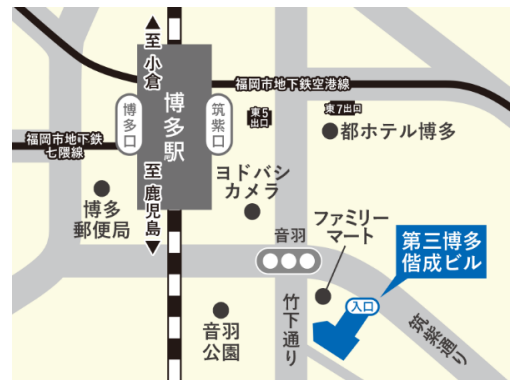 ▲至 小倉
博多口
博多駅
筑紫口
福岡市地下鉄空港線
東5
出口
東7出口
都ホテル博多
福岡市地下鉄
七隈線
至 鹿児島▼
博多
郵便局
ヨドバシ
カメラ
音羽
ファミリー
マート
第三博多
偕成ビル
入口
音羽
公園
竹下通り
筑紫通り